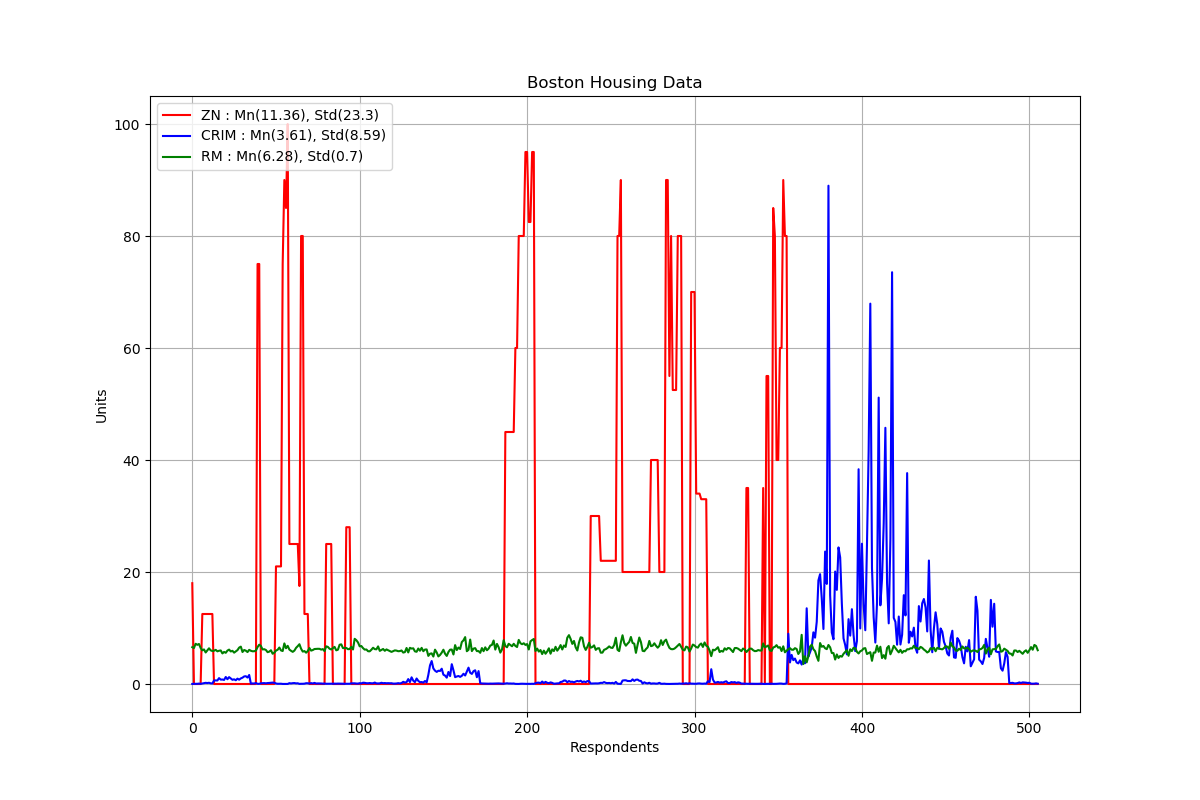 Boston Housing Data
ZN : Mn(11.36), Std(23.3)
CRIM : Mn(3.61), Std(8.59)
RM : Mn(6.28), Std(0.7)
100
80
60
40
20
0
Units
0 100 200 300 400 500
Respondents